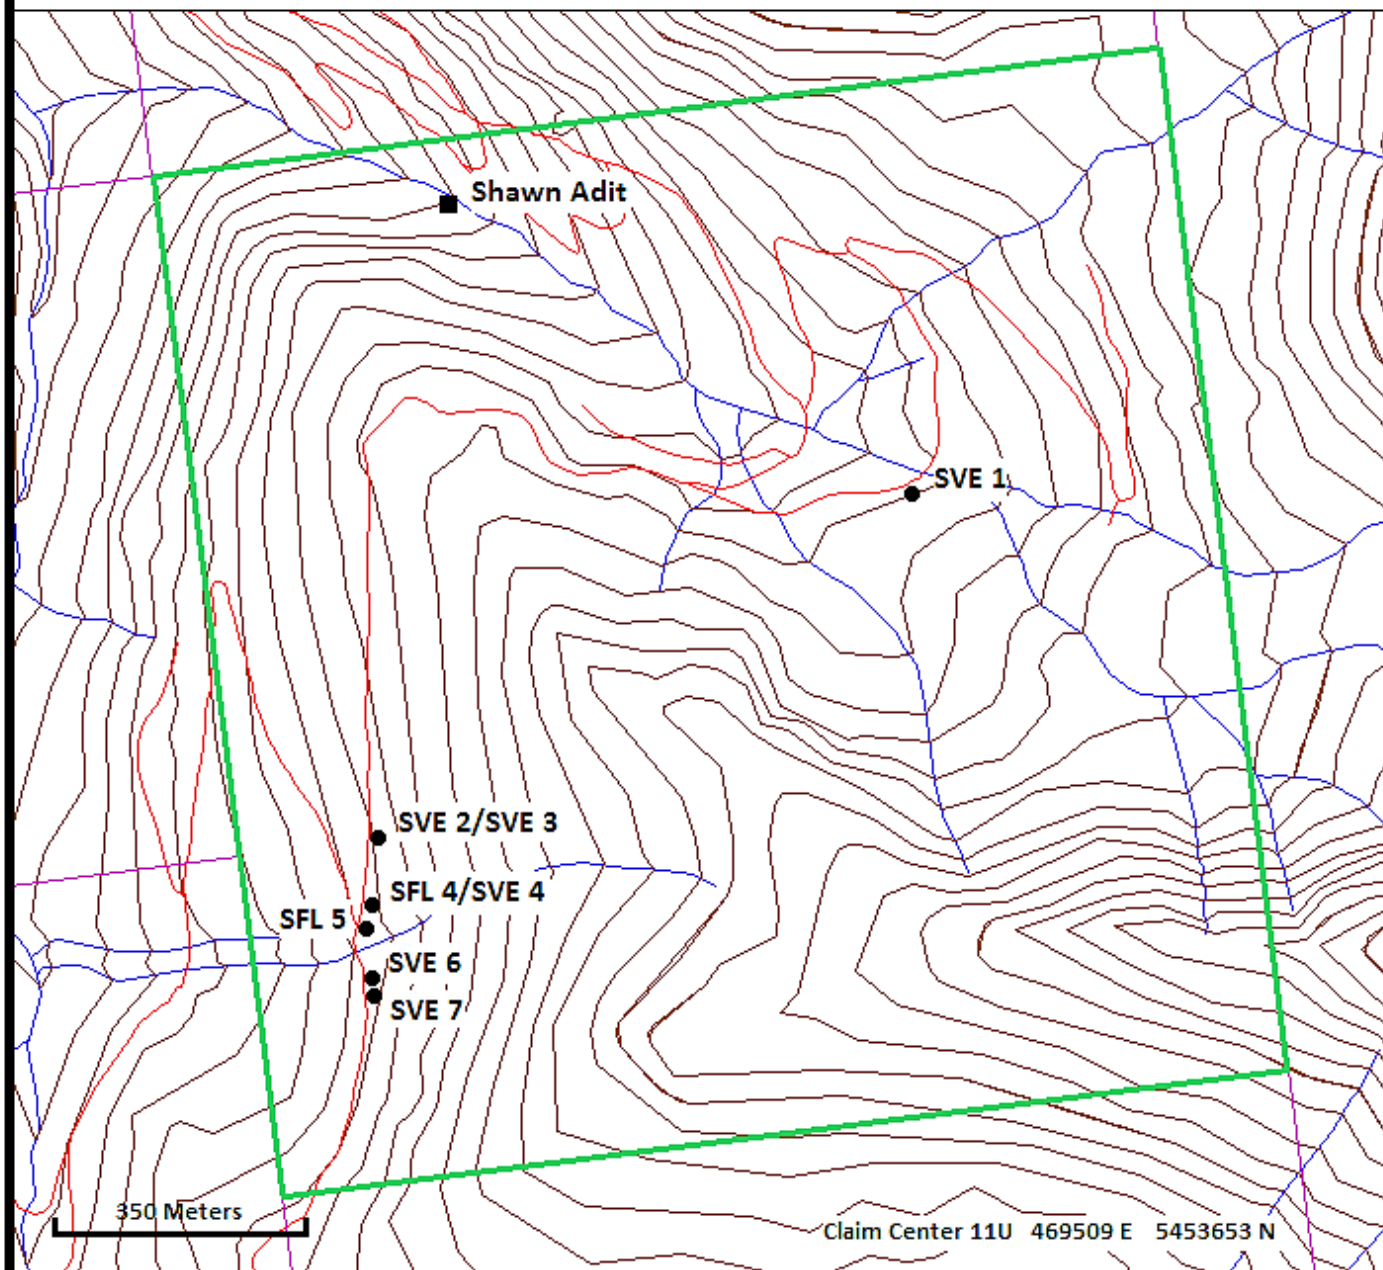 Shawn Adit
SVE 1
SVE 2/SVE 3
SFL 4/SVE 4
SFL 5
SVE 6
SVE 7
350 Meters
Claim Center 11U 469509 E 5453653 N